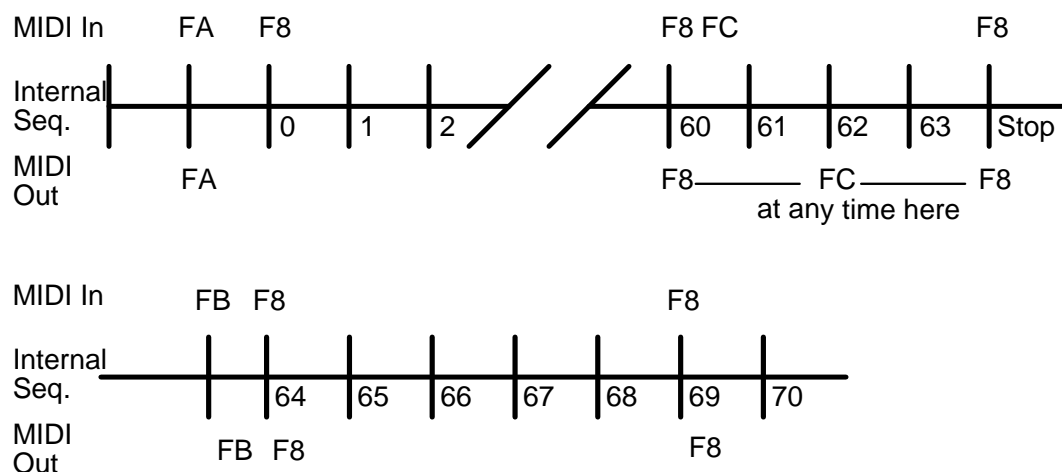 MIDI In FA F8 F8 FC F8
Internal
Seq. 0 1 2 60 61 62 63 Stop
MIDI
Out FA F8 FC F8
at any time here
MIDI In FB F8 F8
Internal
Seq. 64 65 66 67 68 69 70
MIDI
Out FB F8 F8